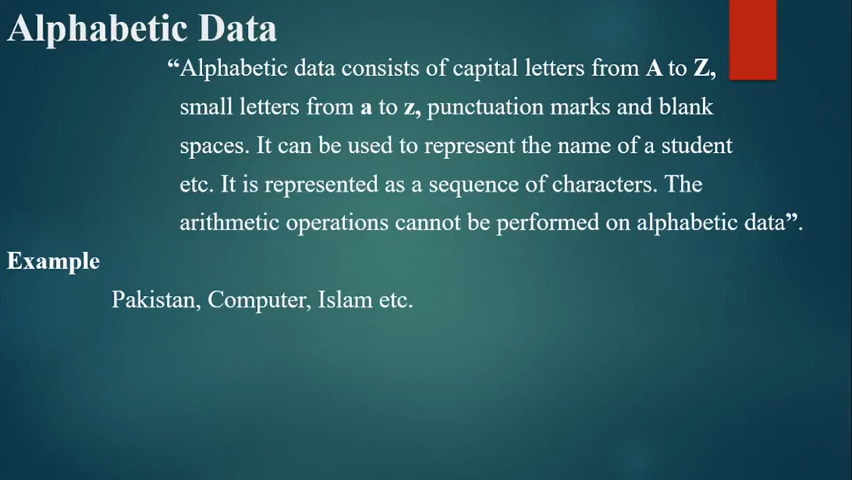 Alphabetic Data
“Alphabetic data consists of capital letters from A to Z,
small letters from a to z, punctuation marks and blank
spaces. It can be used to represent the name of a student
etc. It is represented as a sequence of characters. The
arithmetic operations cannot be performed on alphabetic data”.
Example
Pakistan, Computer, Islam etc.